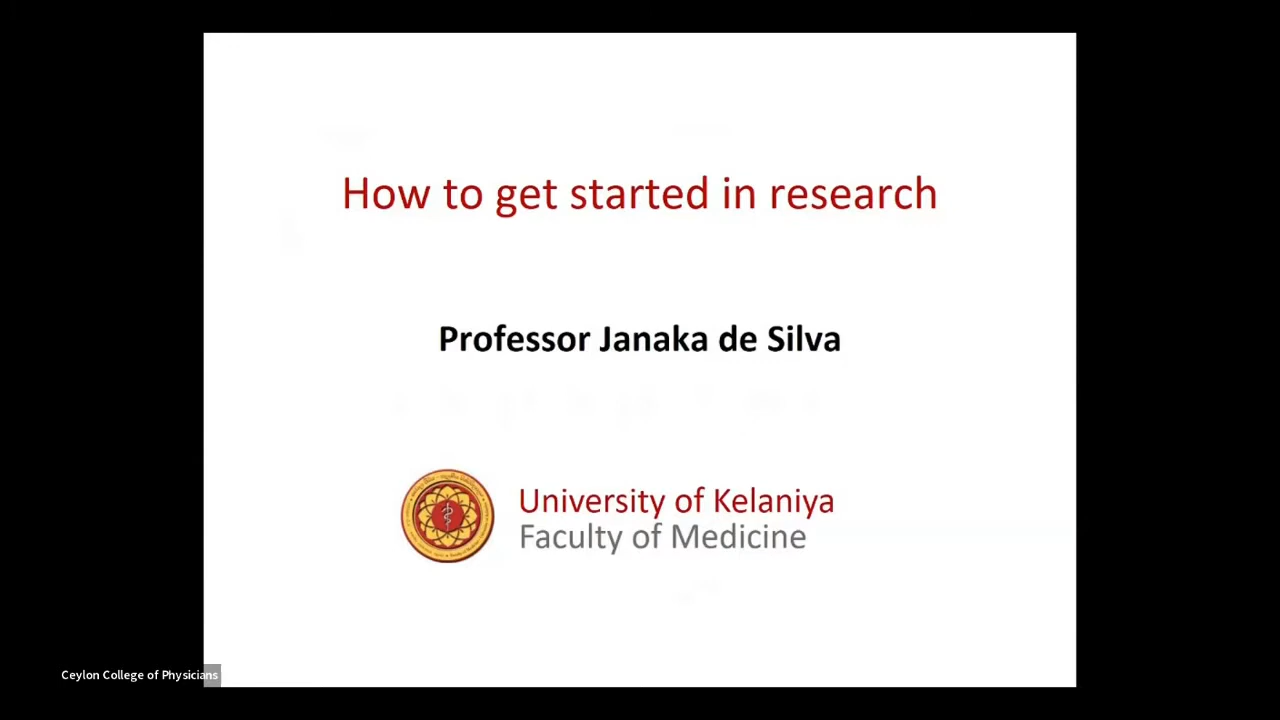 How to get started in research
Professor Janaka de Silva
University of Kelaniya
Faculty of Medicine
Ceylon College of Physicians